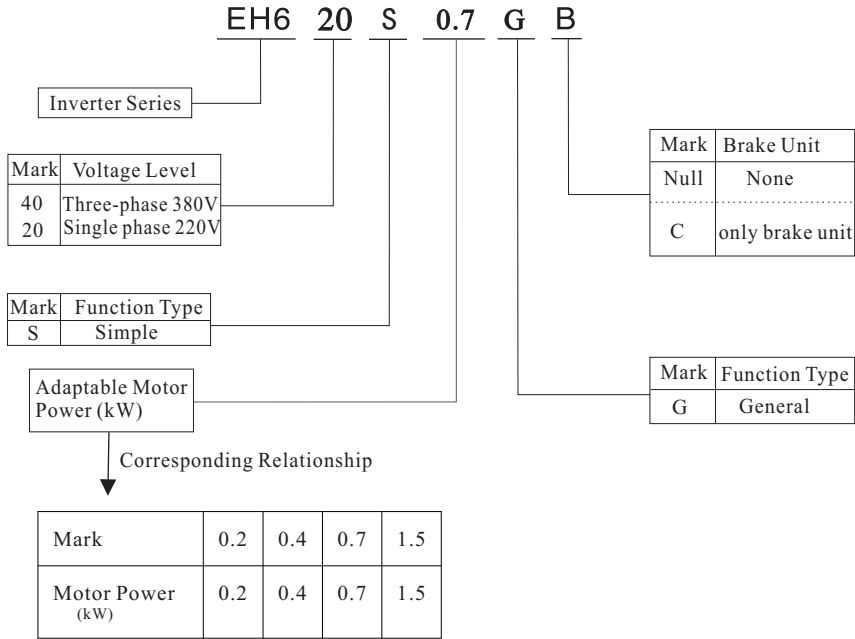 EH6 20 S 0.7 G B
Inverter Series
Mark Voltage Level
40 Three-phase 380V
20 Single phase 220V
Mark Function Type
S Simple
Adaptable Motor
Power (kW)
Corresponding Relationship
Mark 0.2 0.4 0.7 1.5
Motor Power 0.2 0.4 0.7 1.5
(kW)
Mark Brake Unit
Null None
C only brake unit
Mark Function Type
G General